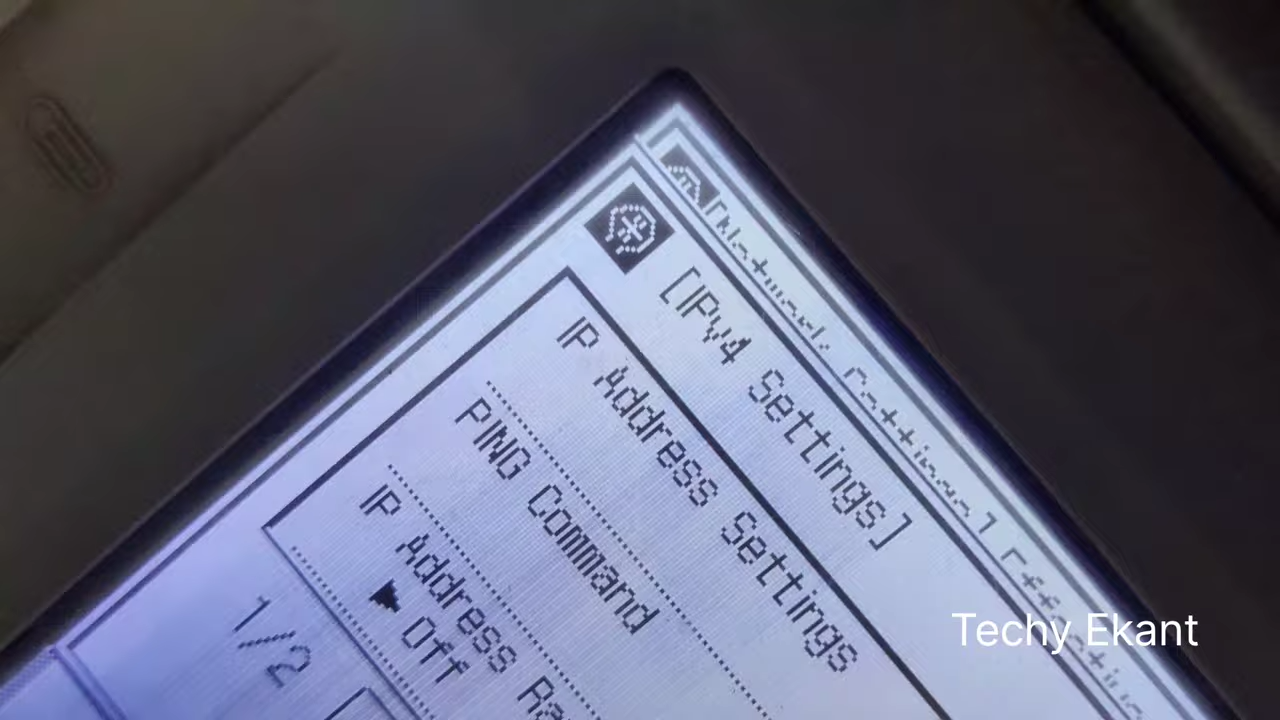 [IPv4 Settings]
IP Address Settings
PING Command
IP Address
Off
1/2
Techy Ekant